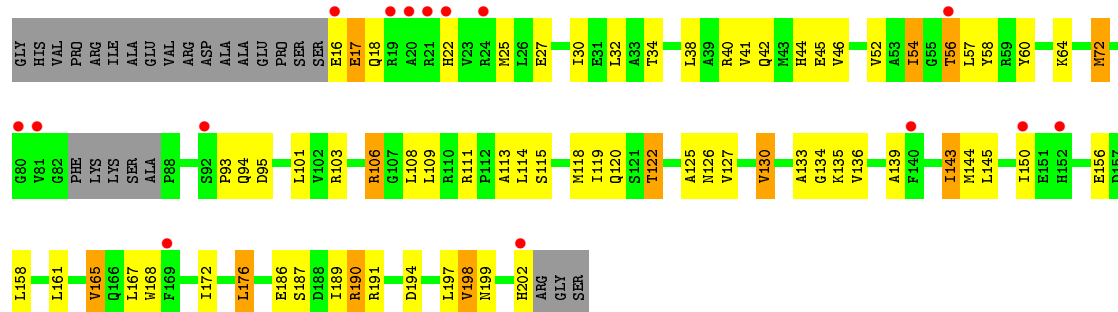 GLY HIS VAL PRO ARG ILE ALA GLU VAL ARG ASP ALA ALA GLU PRO SER SER E16 E17 Q18 R19 A20 R21 H22 V23 R24 M25 L26 E27 I30 E31 L32 A33 T34 L38 A39 R40 V41 Q42 M43 H44 E45 V46 V52 A53 I54 G55 T56 L57 Y58 R59 Y60 K64 M72
G80 V81 G82 PHE LYS LYS SER ALA P88 S92 P93 Q94 D95 L101 V102 R103 R106 G107 L108 L109 R110 R111 P112 A113 L114 S115 M118 I119 Q120 S121 T122 A125 N126 V127 V130 A133 G134 K135 V136 A139 F140 I143 M144 L145 I150 E151 H152 E156 D157
L158 L161 V165 Q166 L167 W168 F169 I172 L176 E186 S187 D188 I189 R190 R191 D194 L197 V198 N199 H202 ARG GLY SER